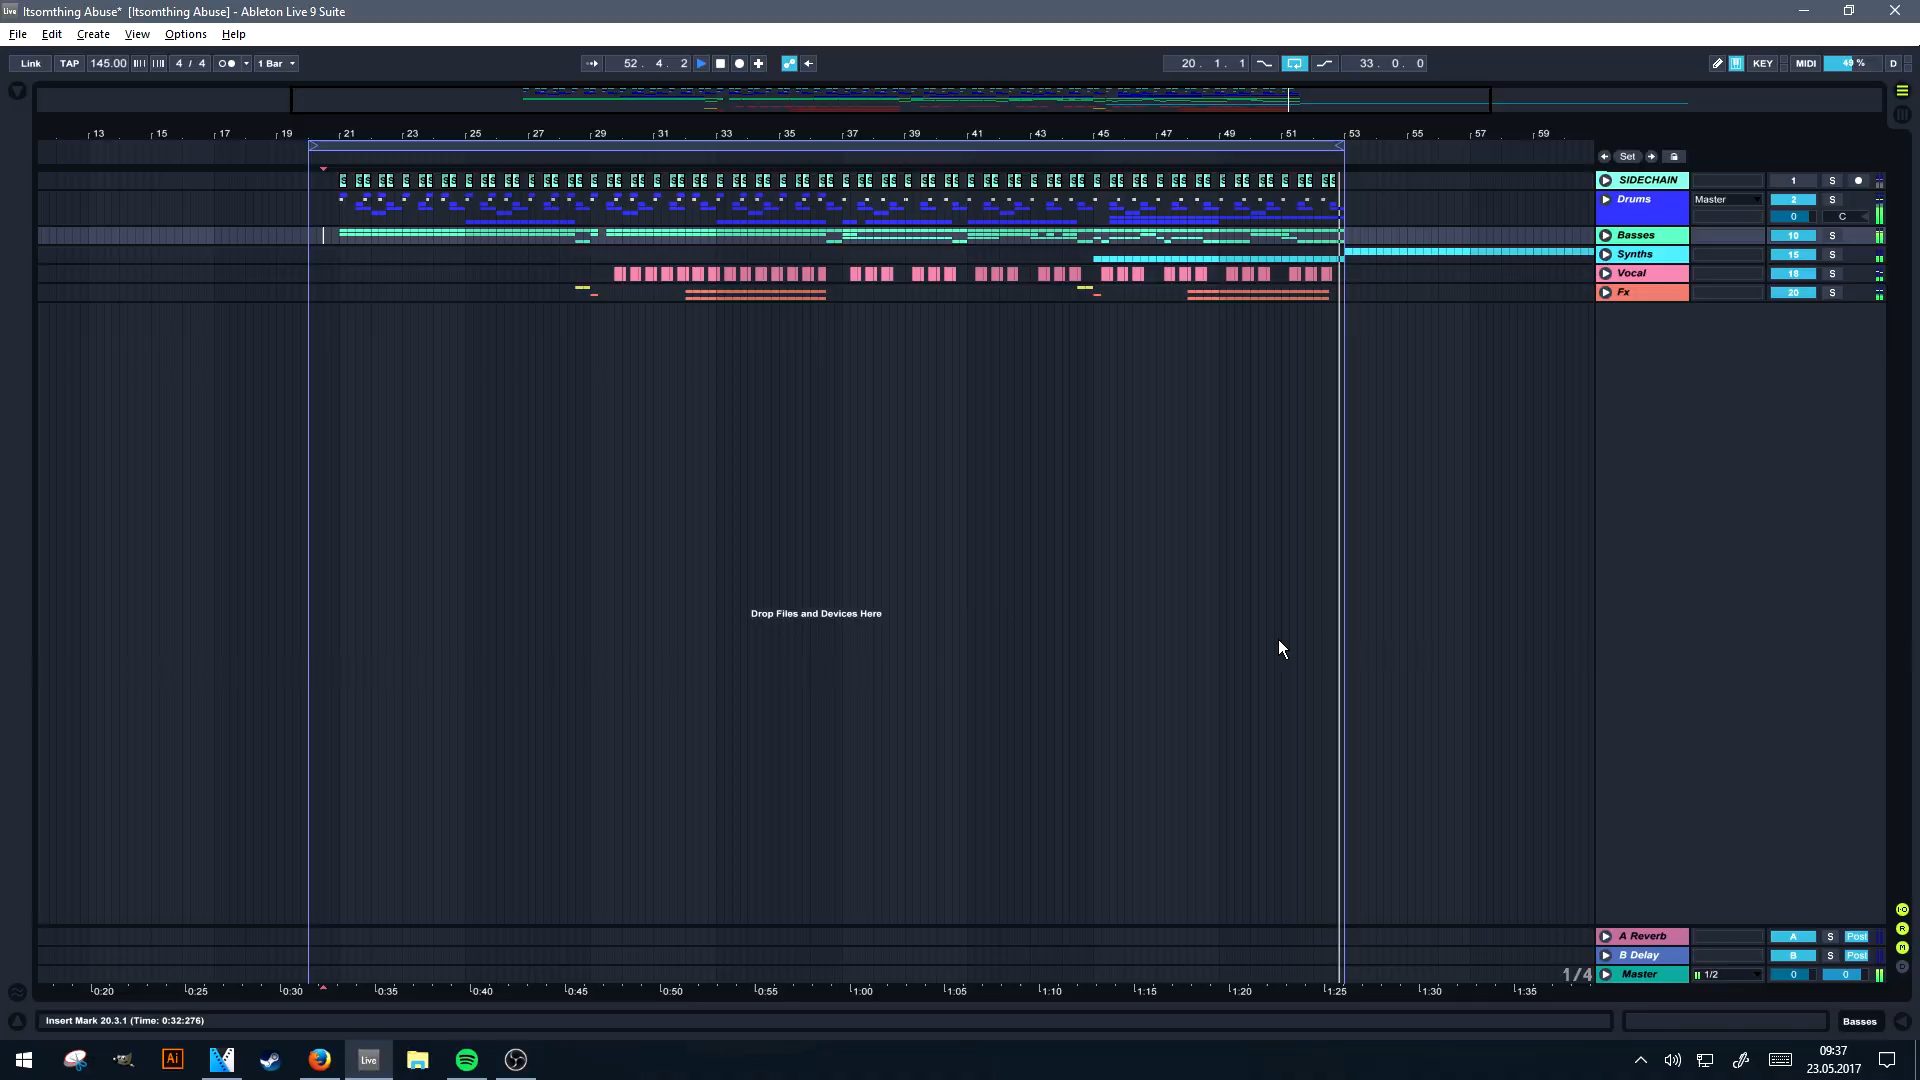 Live Itsomthing Abuse* [Itsomthing Abuse] - Ableton Live 9 Suite
File Edit Create View Options Help
Link TAP 145.00 4 / 4 1 Bar 52 . 4 . 2 20 . 1 . 1 33 . 0 . 0 KEY MIDI 49 % D
13 15 17 19 21 23 25 27 29 31 33 35 37 39 41 43 45 47 49 51 53 55 57 59
Set
SIDECHAIN 1 S
Drums Master 2 S
0 C
Basses 10 S
Synths 15 S
Vocal 18 S
Fx 20 S
Drop Files and Devices Here
A Reverb A S Post
B Delay B S Post
1/4 Master 1/2 0 0
0:20 0:25 0:30 0:35 0:40 0:45 0:50 0:55 1:00 1:05 1:10 1:15 1:20 1:25 1:30 1:35
Insert Mark 20.3.1 (Time: 0:32:276) Basses
Ai Live 09:37
23.05.2017